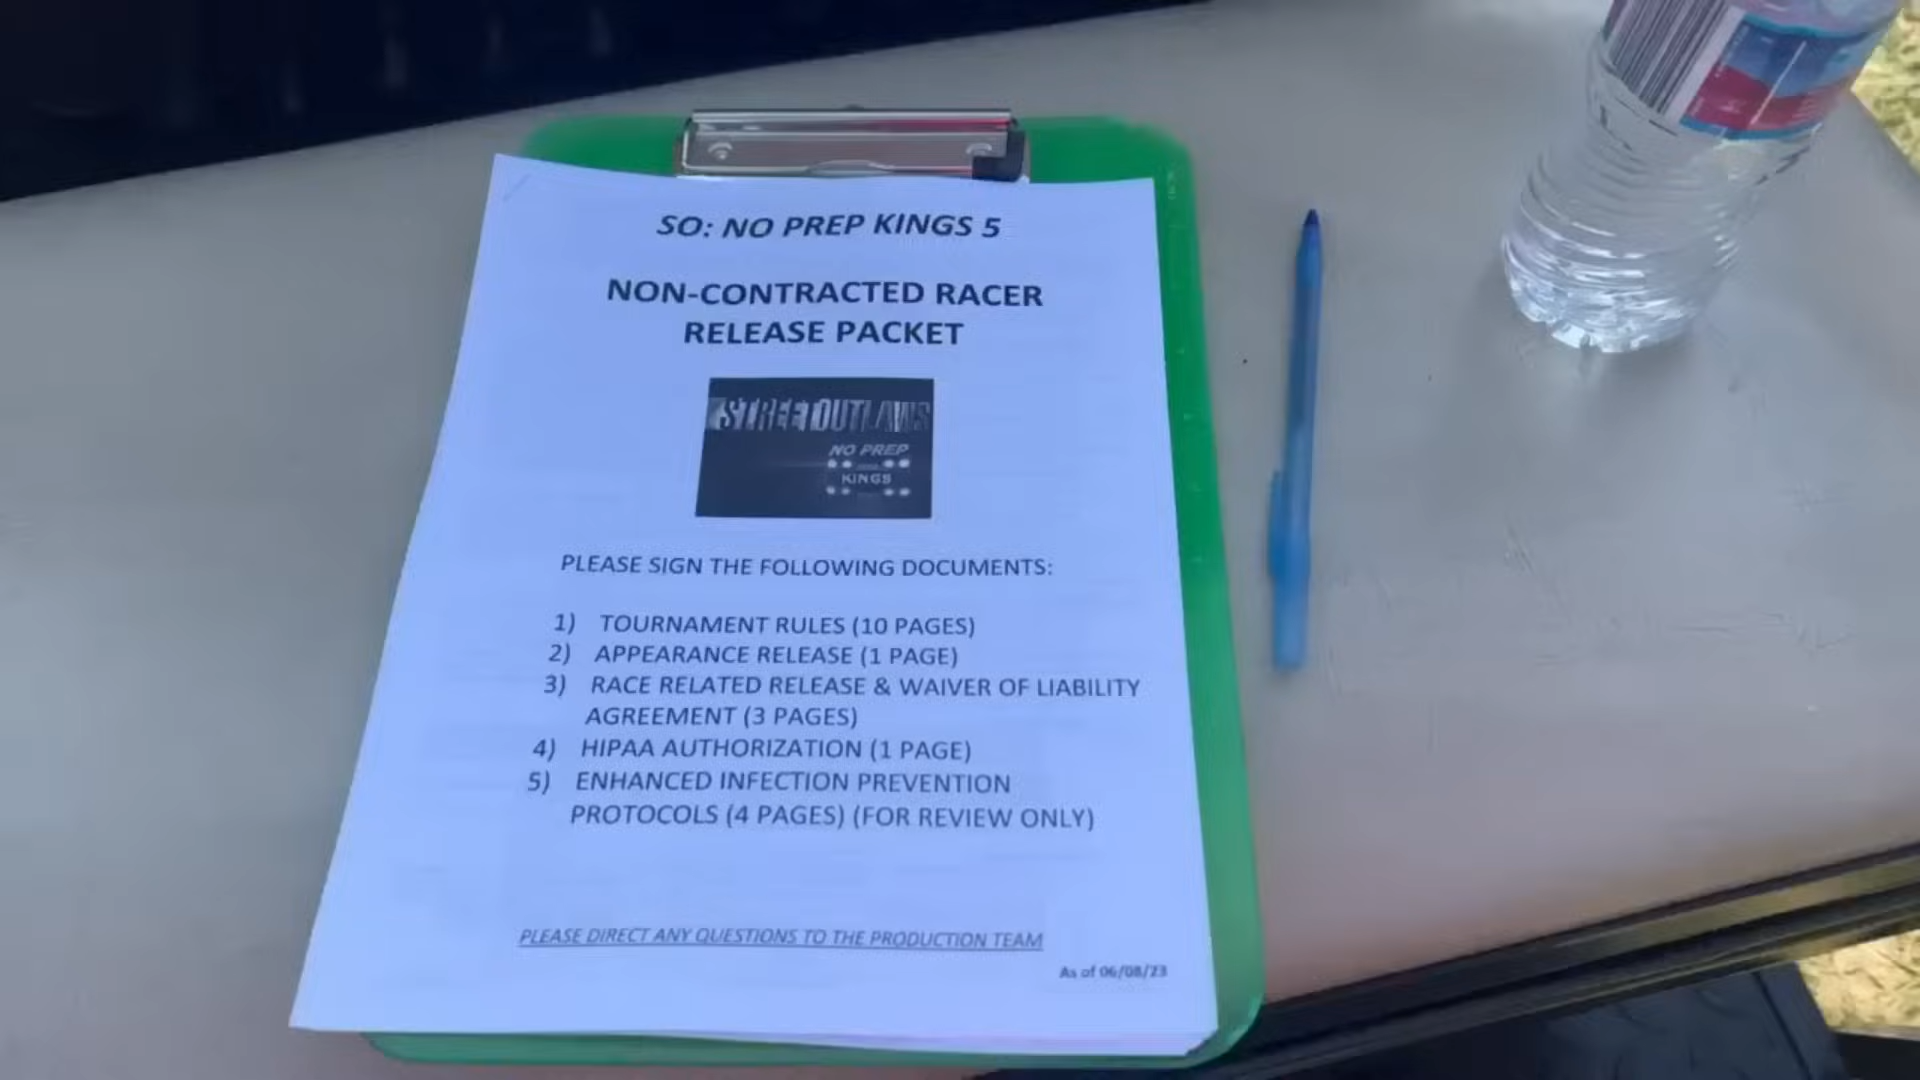 SO: NO PREP KINGS 5
NON-CONTRACTED RACER
RELEASE PACKET
STREET OUTLAWS
NO PREP
KINGS
PLEASE SIGN THE FOLLOWING DOCUMENTS:
1) TOURNAMENT RULES (10 PAGES)
2) APPEARANCE RELEASE (1 PAGE)
3) RACE RELATED RELEASE & WAIVER OF LIABILITY
AGREEMENT (3 PAGES)
4) HIPAA AUTHORIZATION (1 PAGE)
5) ENHANCED INFECTION PREVENTION
PROTOCOLS (4 PAGES) (FOR REVIEW ONLY)
PLEASE DIRECT ANY QUESTIONS TO THE PRODUCTION TEAM
As of 06/08/23